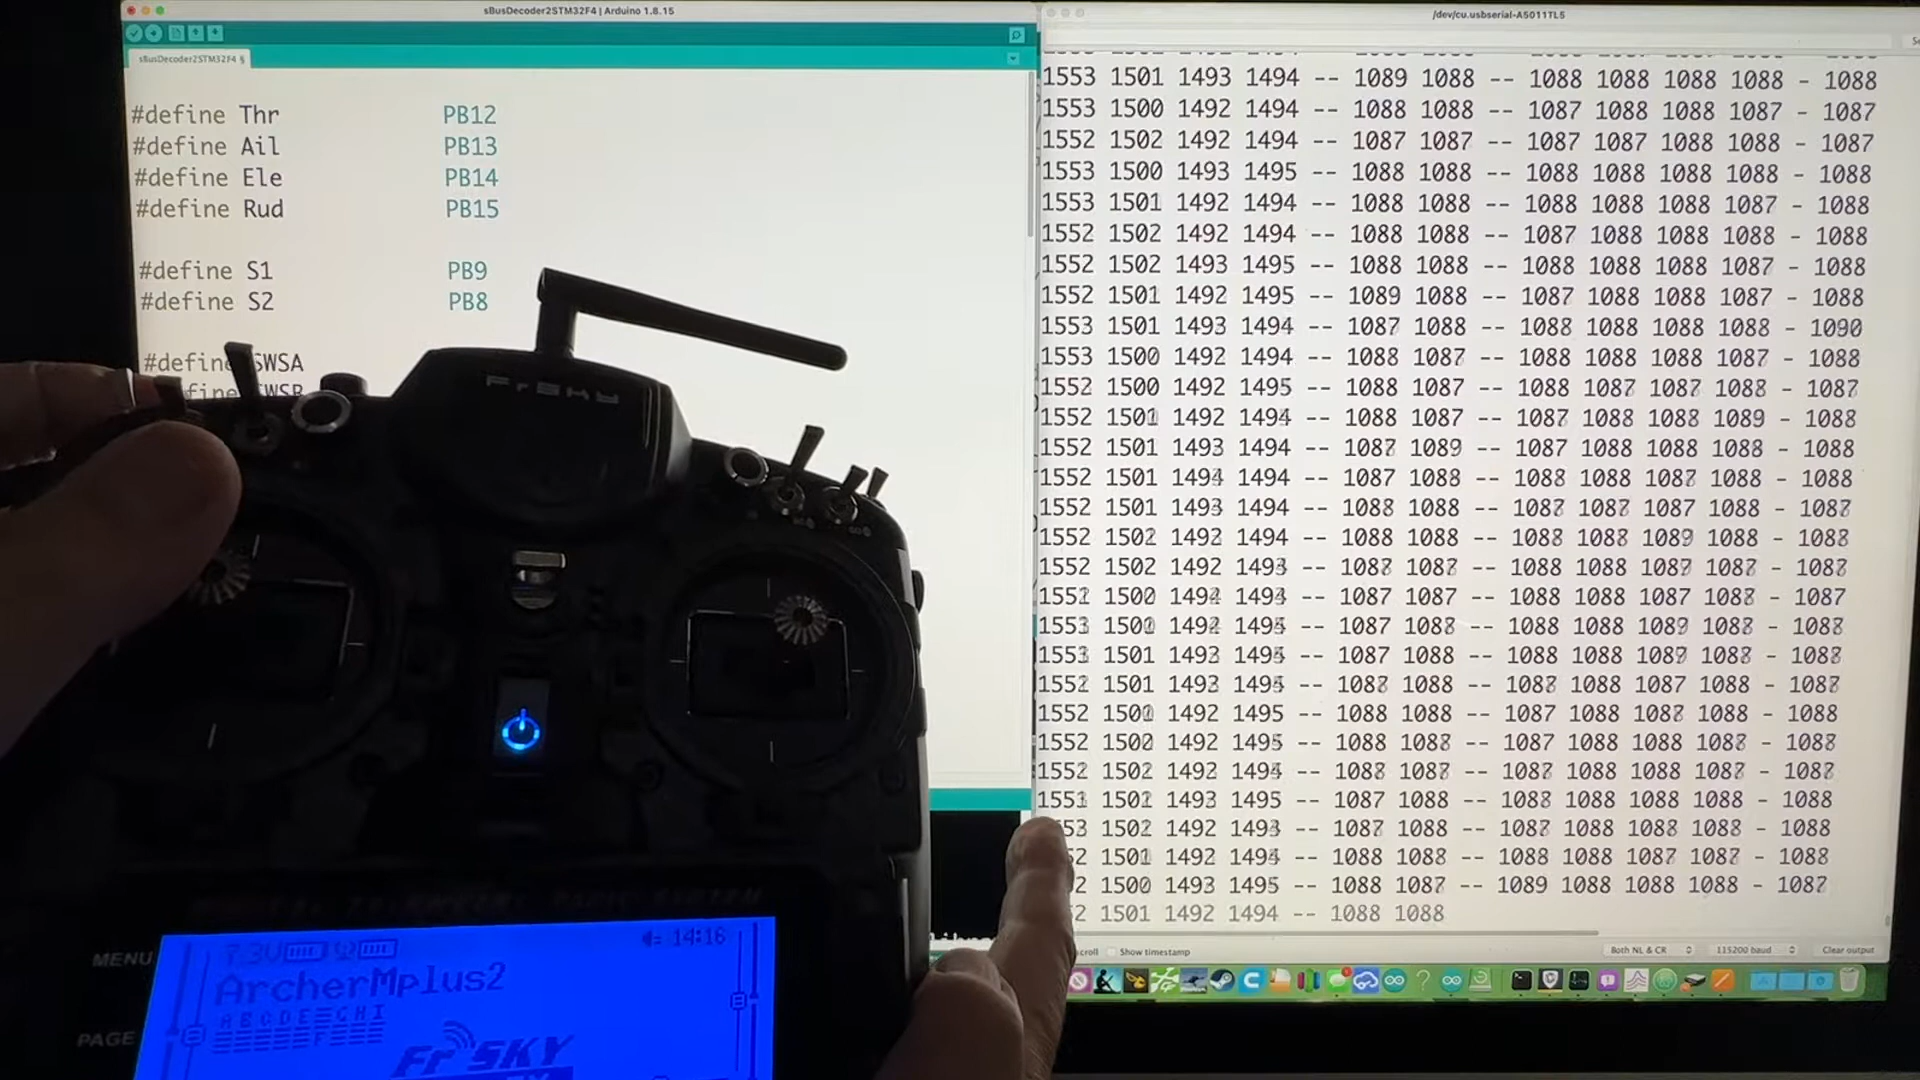 sBusDecoder2STM32F4 | Arduino 1.8.15
sBusDecoder2STM32F4 §
#define Thr PB12
#define Ail PB13
#define Ele PB14
#define Rud PB15
#define S1 PB9
#define S2 PB8
#define SWSA
fine SWSB
/dev/cu.usbserial-A5011TL5
1553 1501 1493 1494 -- 1089 1088 -- 1088 1088 1088 1088 - 1088
1553 1500 1492 1494 -- 1088 1088 -- 1087 1088 1088 1087 - 1087
1552 1502 1492 1494 -- 1087 1087 -- 1087 1087 1088 1088 - 1087
1553 1500 1493 1495 -- 1088 1088 -- 1088 1088 1088 1088 - 1088
1553 1501 1492 1494 -- 1088 1088 -- 1088 1088 1088 1087 - 1088
1552 1502 1492 1494 -- 1088 1088 -- 1087 1088 1088 1088 - 1088
1552 1502 1493 1495 -- 1088 1088 -- 1088 1088 1088 1087 - 1088
1552 1501 1492 1495 -- 1089 1088 -- 1087 1088 1088 1087 - 1088
1553 1501 1493 1494 -- 1087 1088 -- 1088 1088 1088 1088 - 1090
1553 1500 1492 1494 -- 1088 1087 -- 1088 1088 1088 1087 - 1088
1552 1500 1492 1495 -- 1088 1087 -- 1088 1087 1087 1088 - 1087
1552 1501 1492 1494 -- 1088 1087 -- 1087 1088 1088 1089 - 1088
1552 1501 1493 1494 -- 1087 1089 -- 1087 1088 1088 1088 - 1088
1552 1501 1494 1494 -- 1087 1088 -- 1088 1088 1087 1088 - 1088
1552 1501 1493 1494 -- 1088 1088 -- 1087 1087 1087 1088 - 1087
1552 1502 1492 1494 -- 1088 1088 -- 1088 1088 1089 1088 - 1088
1552 1502 1492 1493 -- 1087 1087 -- 1088 1088 1087 1087 - 1087
1552 1500 1494 1494 -- 1087 1087 -- 1088 1088 1087 1088 - 1087
1553 1500 1492 1495 -- 1087 1088 -- 1088 1088 1089 1088 - 1088
1553 1501 1493 1495 -- 1087 1088 -- 1088 1088 1089 1088 - 1088
1552 1501 1493 1495 -- 1088 1088 -- 1087 1088 1087 1088 - 1087
1552 1500 1492 1495 -- 1088 1088 -- 1087 1088 1088 1088 - 1088
1552 1500 1492 1495 -- 1088 1088 -- 1087 1088 1088 1087 - 1088
1552 1502 1492 1494 -- 1088 1087 -- 1087 1088 1088 1087 - 1087
1551 1501 1493 1495 -- 1087 1088 -- 1088 1088 1088 1088 - 1088
53 1502 1492 1493 -- 1087 1088 -- 1087 1088 1088 1088 - 1088
2 1501 1492 1494 -- 1088 1088 -- 1088 1088 1087 1087 - 1088
2 1500 1493 1495 -- 1088 1087 -- 1089 1088 1088 1088 - 1087
52 1501 1492 1494 -- 1088 1088
scroll Show timestamp Both NL & CR 115200 baud Clear output
FrSky
MENU
PAGE
7.3V 14:16
ArcherMplus2
FrSKY